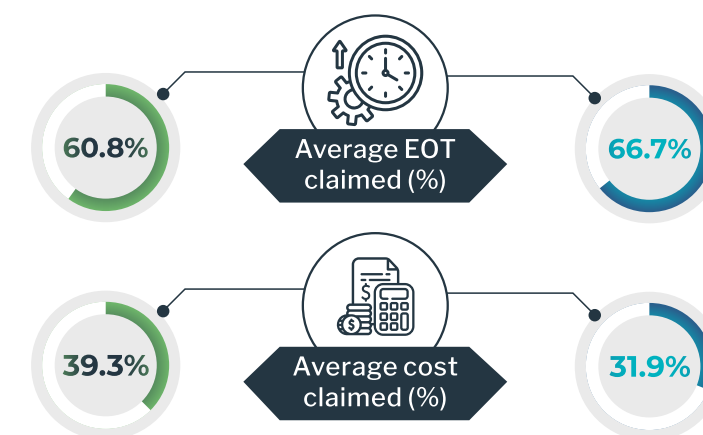 60.8%
Average EOT
claimed (%)
66.7%
$
$
39.3%
Average cost
claimed (%)
31.9%